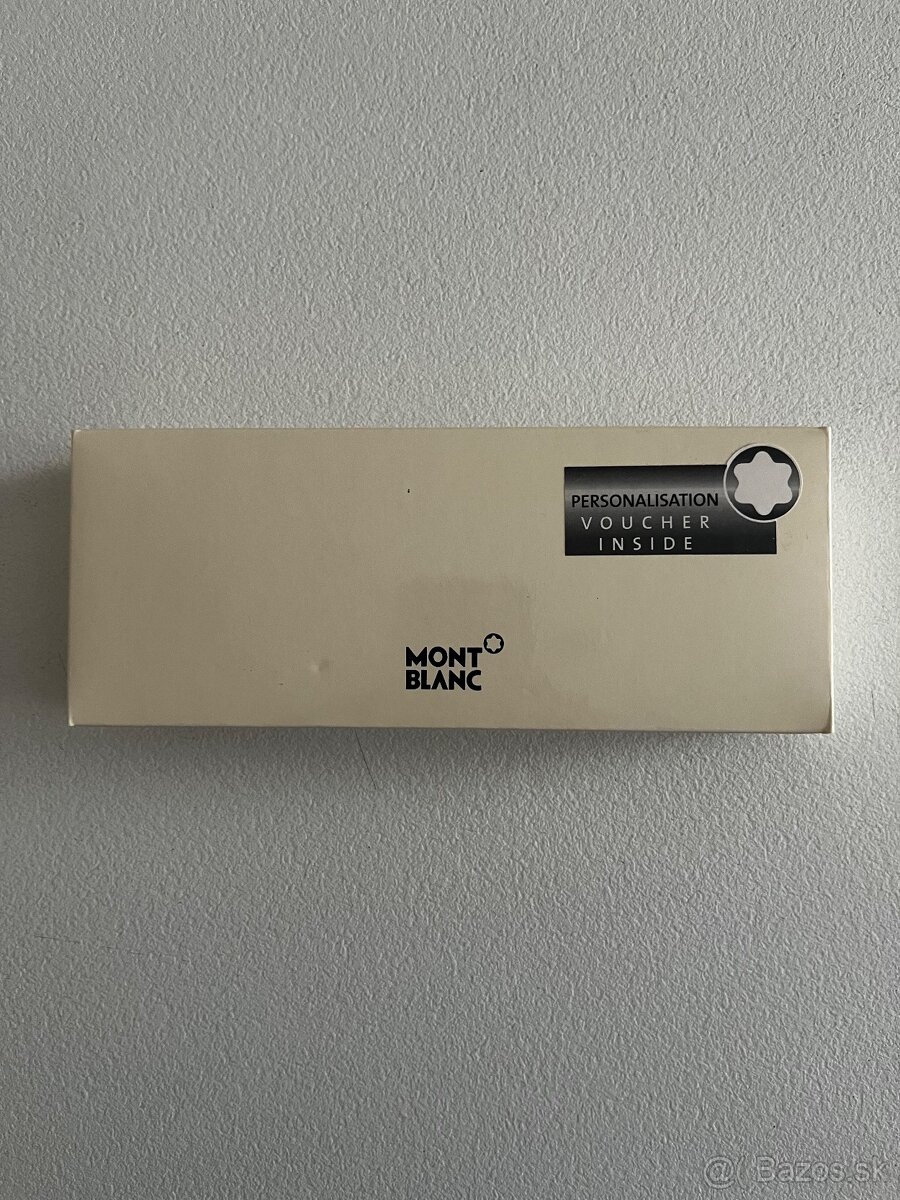 PERSONALISATION
VOUCHER
INSIDE
MONT
BLANC
@ Bazos.sk